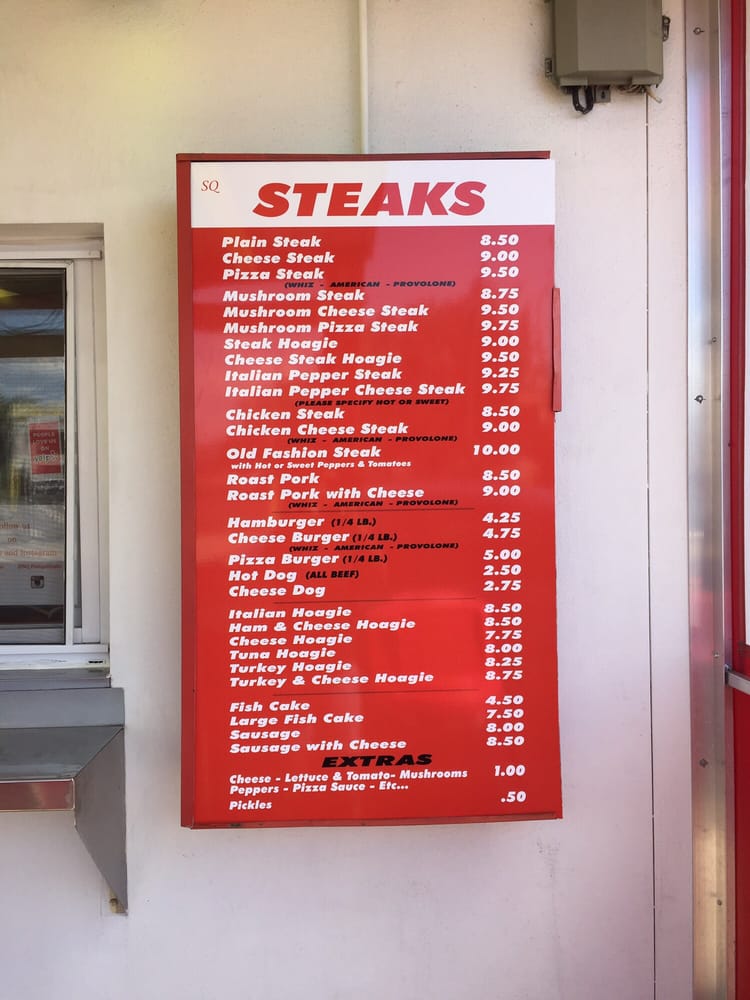 SQ
STEAKS
Plain Steak 8.50
Cheese Steak 9.00
Pizza Steak 9.50
(WHIZ - AMERICAN - PROVOLONE)
Mushroom Steak 8.75
Mushroom Cheese Steak 9.50
Mushroom Pizza Steak 9.75
Steak Hoagie 9.00
Cheese Steak Hoagie 9.50
Italian Pepper Steak 9.25
Italian Pepper Cheese Steak 9.75
(PLEASE SPECIFY HOT OR SWEET)
Chicken Steak 8.50
Chicken Cheese Steak 9.00
(WHIZ - AMERICAN - PROVOLONE)
Old Fashion Steak 10.00
with Hot or Sweet Peppers & Tomatoes
Roast Pork 8.50
Roast Pork with Cheese 9.00
(WHIZ - AMERICAN - PROVOLONE)
Hamburger (1/4 LB.) 4.25
Cheese Burger (1/4 LB.) 4.75
(WHIZ - AMERICAN - PROVOLONE)
Pizza Burger (1/4 LB.) 5.00
Hot Dog (ALL BEEF) 2.50
Cheese Dog 2.75
Italian Hoagie 8.50
Ham & Cheese Hoagie 8.50
Cheese Hoagie 7.75
Tuna Hoagie 8.00
Turkey Hoagie 8.25
Turkey & Cheese Hoagie 8.75
Fish Cake 4.50
Large Fish Cake 7.50
Sausage 8.00
Sausage with Cheese 8.50
EXTRAS
Cheese - Lettuce & Tomato- Mushrooms 1.00
Peppers - Pizza Sauce - Etc...
Pickles .50
PEOPLE
LOVE US
ON
yelp
on
and Instagram